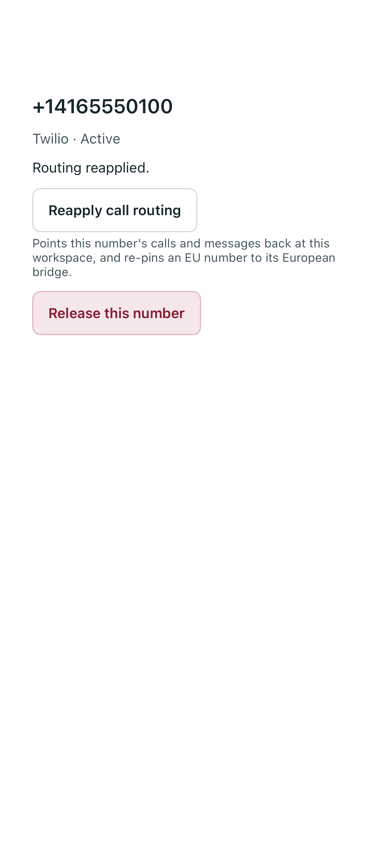 +14165550100
Twilio · Active
Routing reapplied.
Reapply call routing
Points this number's calls and messages back at this
workspace, and re-pins an EU number to its European
bridge.
Release this number